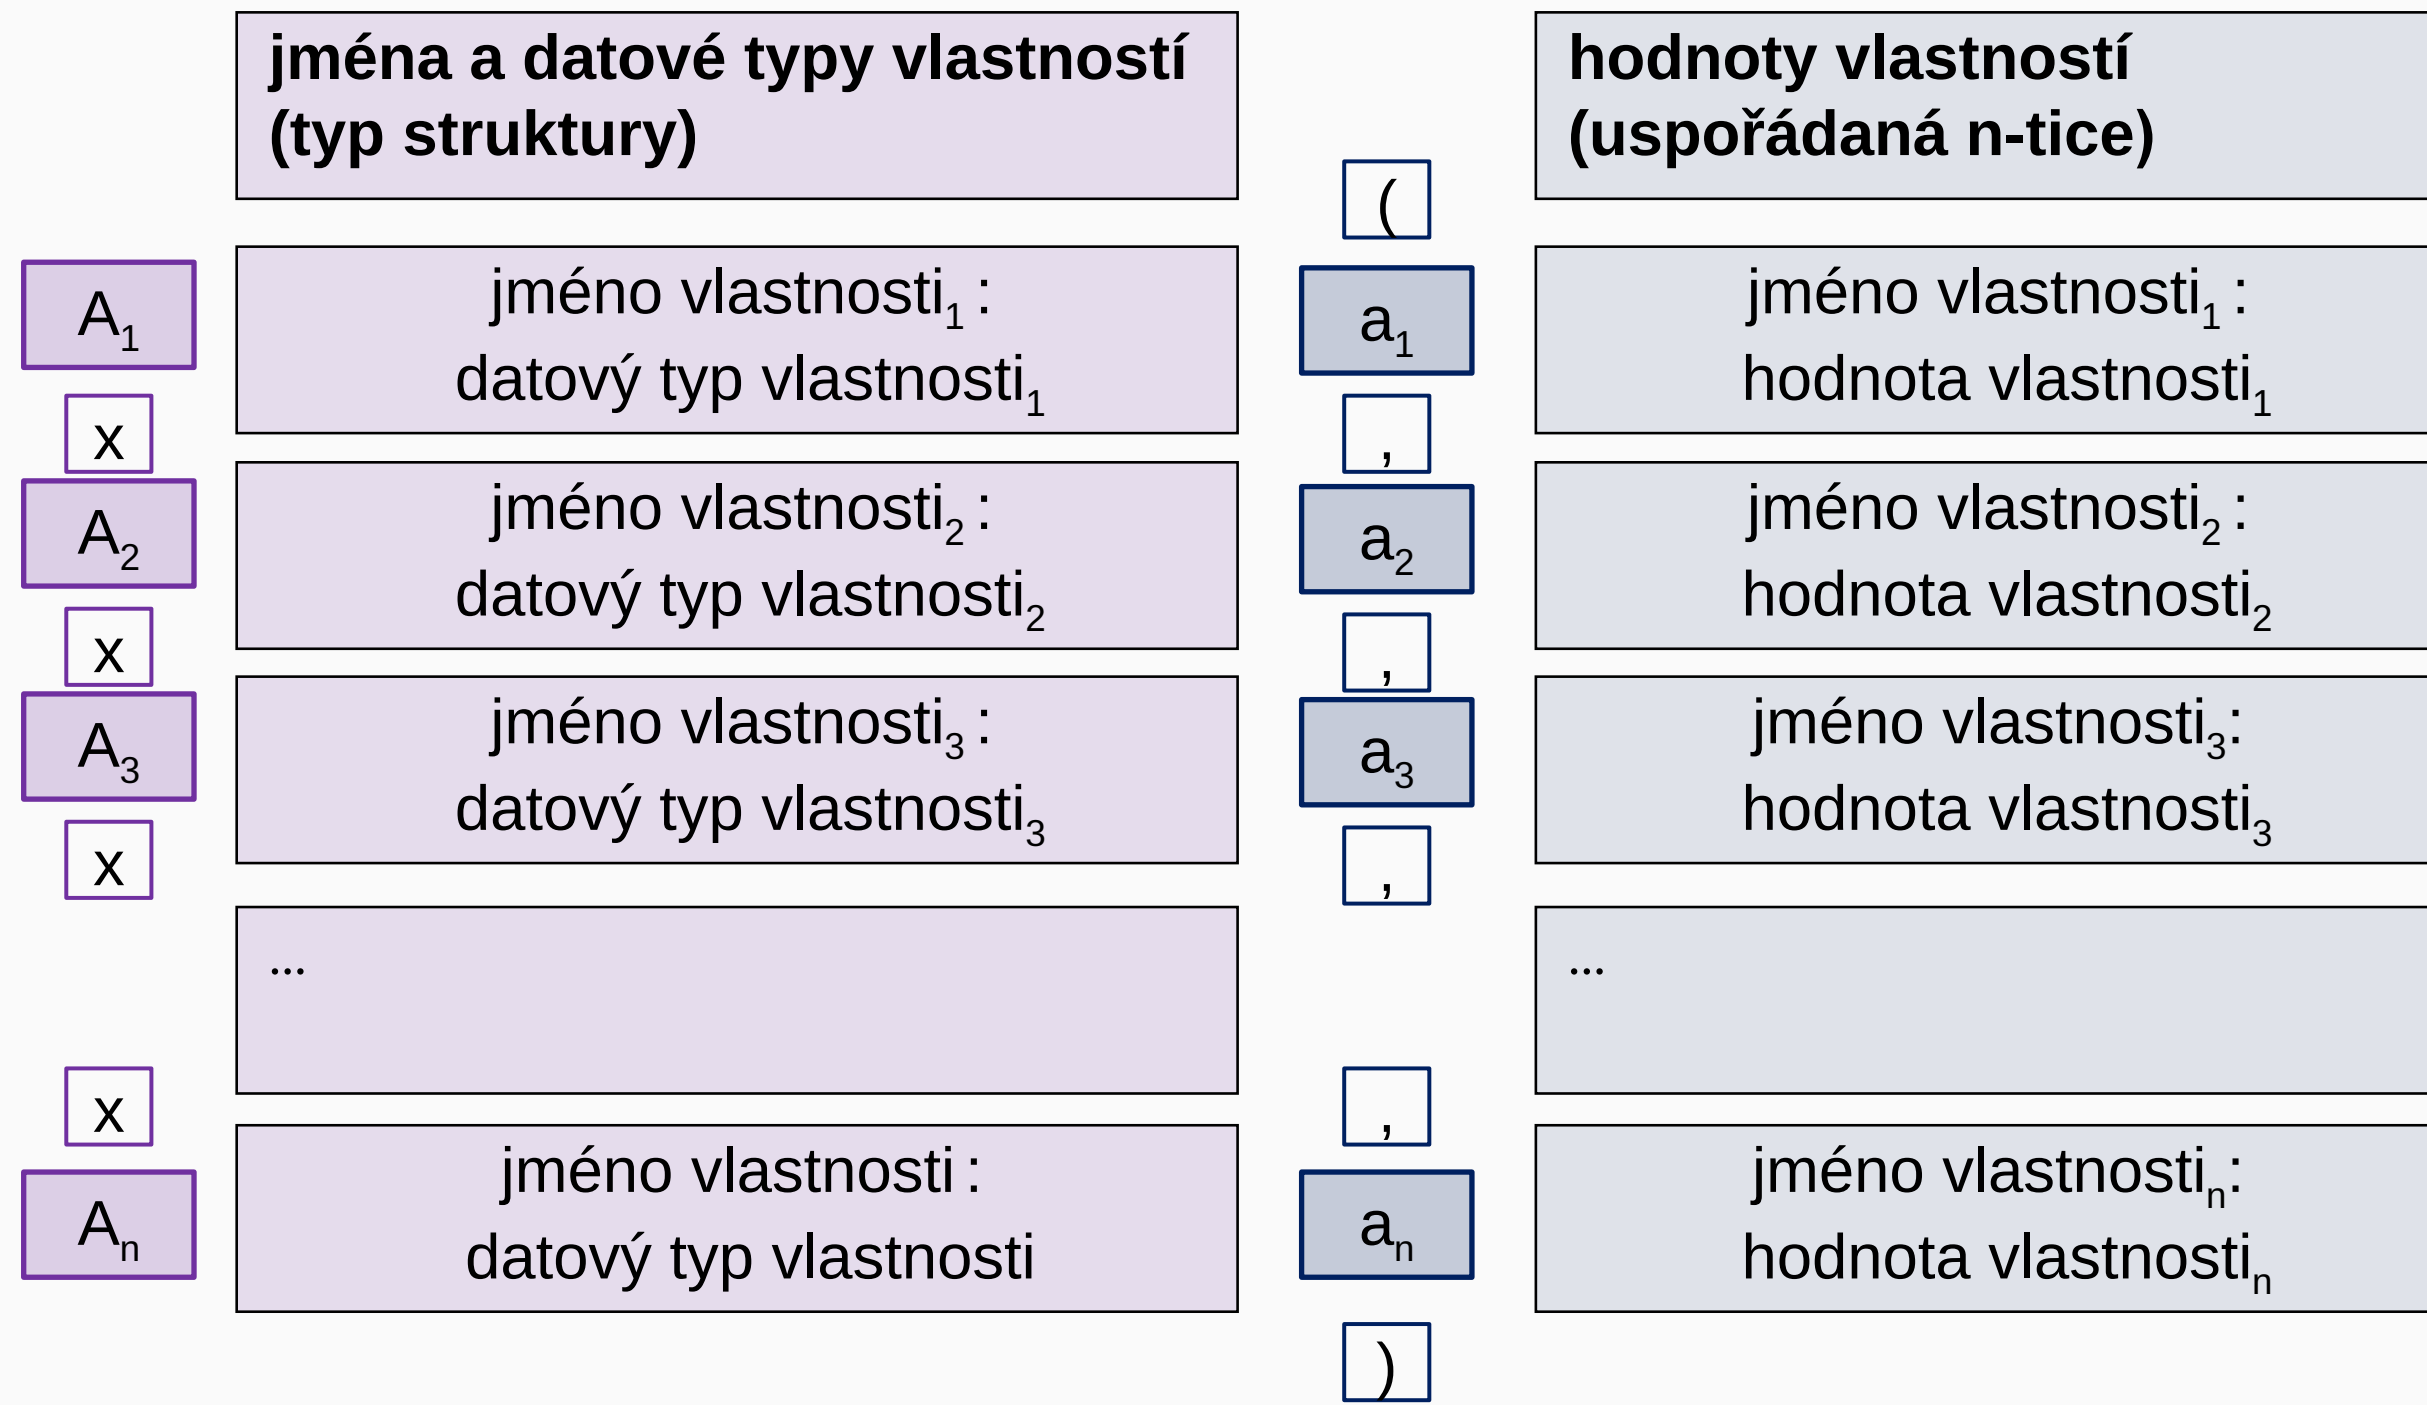 jména a datové typy vlastností
(typ struktury)
A₁
jméno vlastnosti₁ :
datový typ vlastnosti₁
x
A₂
jméno vlastnosti₂ :
datový typ vlastnosti₂
x
A₃
jméno vlastnosti₃ :
datový typ vlastnosti₃
x
...
x
Aₙ
jméno vlastnosti :
datový typ vlastnosti
hodnoty vlastností
(uspořádaná n-tice)
(
a₁
jméno vlastnosti₁ :
hodnota vlastnosti₁
,
a₂
jméno vlastnosti₂ :
hodnota vlastnosti₂
,
a₃
jméno vlastnosti₃:
hodnota vlastnosti₃
,
...
,
aₙ
jméno vlastnostiₙ:
hodnota vlastnostiₙ
)